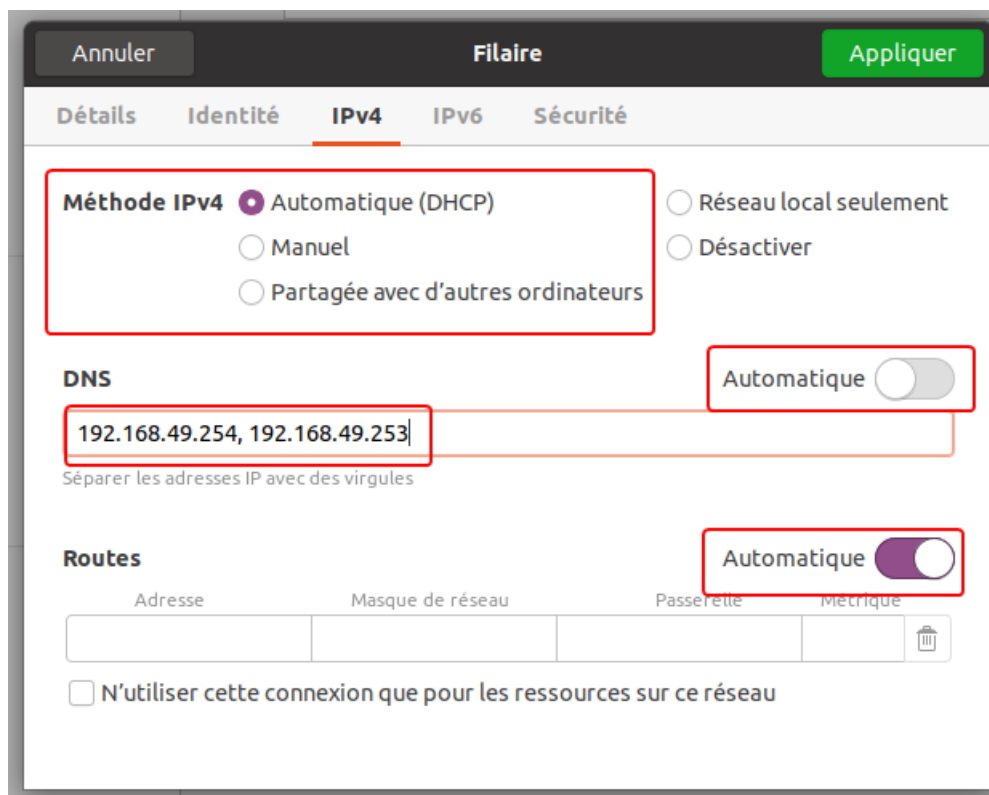 Annuler Filaire Appliquer
Détails Identité IPv4 IPv6 Sécurité
Méthode IPv4 Automatique (DHCP) Réseau local seulement
Manuel Désactiver
Partagée avec d'autres ordinateurs
DNS Automatique
192.168.49.254, 192.168.49.253
Séparer les adresses IP avec des virgules
Routes Automatique
Adresse Masque de réseau Passerelle Métrique
N'utiliser cette connexion que pour les ressources sur ce réseau